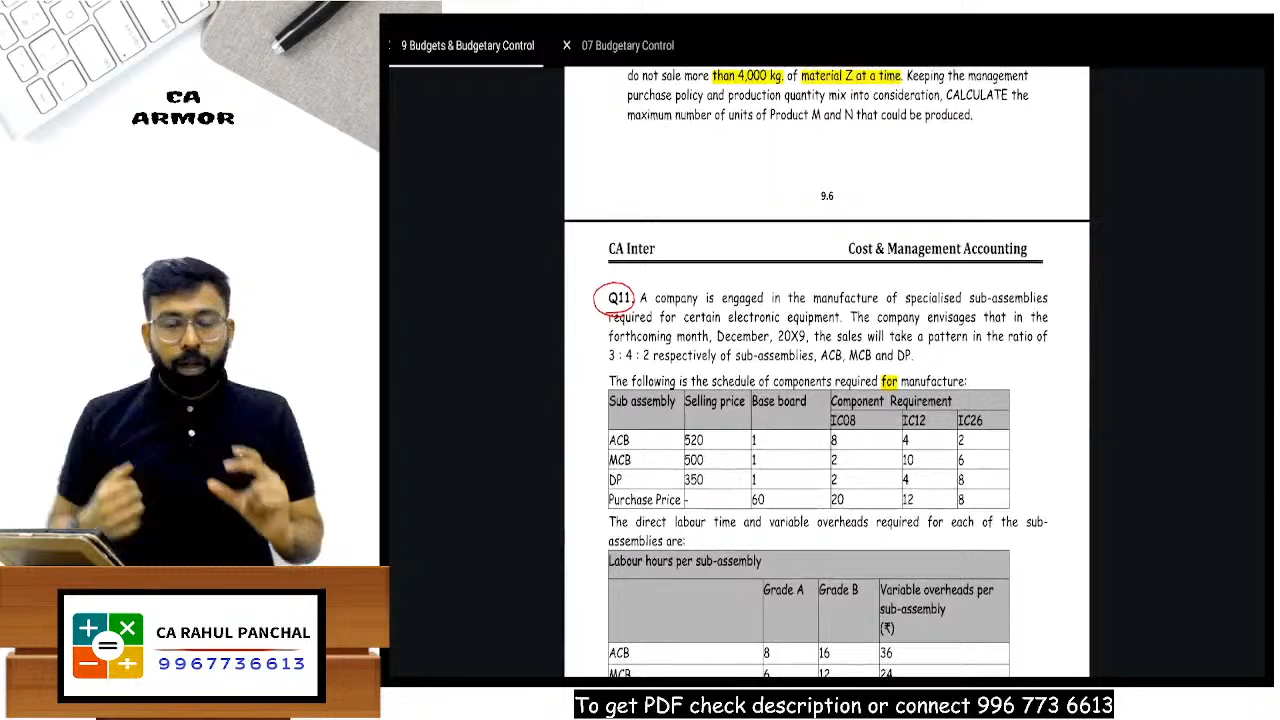 CA
ARMOR
9 Budgets & Budgetary Control
X 07 Budgetary Control
do not sale more than 4,000 kg. of material Z at a time. Keeping the management
purchase policy and production quantity mix into consideration, CALCULATE the
maximum number of units of Product M and N that could be produced.
9.6
CA Inter Cost & Management Accounting
Q11. A company is engaged in the manufacture of specialised sub-assemblies
required for certain electronic equipment. The company envisages that in the
forthcoming month, December, 20X9, the sales will take a pattern in the ratio of
3 : 4 : 2 respectively of sub-assemblies, ACB, MCB and DP.
The following is the schedule of components required for manufacture:
Sub assembly Selling price Base board Component Requirement
IC08 IC12 IC26
ACB 520 1 8 4 2
MCB 500 1 2 10 6
DP 350 1 2 4 8
Purchase Price - 60 20 12 8
The direct labour time and variable overheads required for each of the sub-
assemblies are:
Labour hours per sub-assembly
Grade A Grade B Variable overheads per
sub-assembly
(₹)
ACB 8 16 36
MCB 6 12 24
CA RAHUL PANCHAL
9967736613
To get PDF check description or connect 996 773 6613